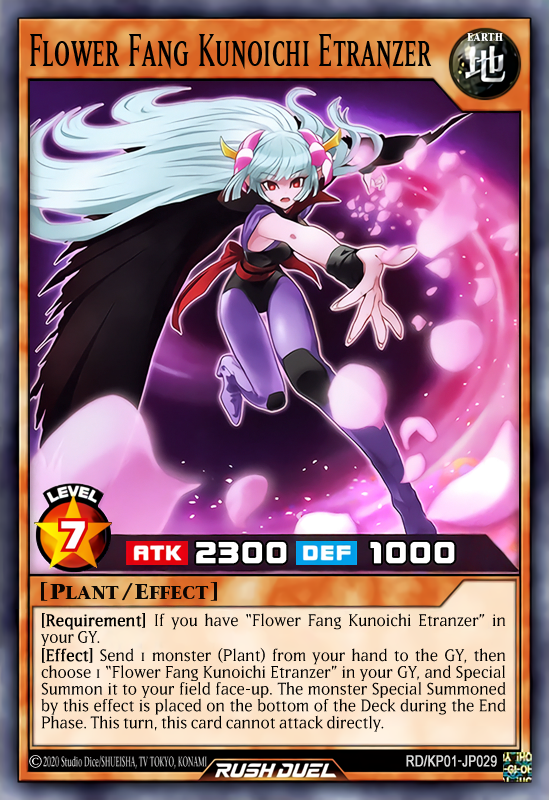 FLOWER FANG KUNOICHI ETRANZER
EARTH
地
LEVEL
7
ATK 2300 DEF 1000
[PLANT/EFFECT]
[Requirement] If you have "Flower Fang Kunoichi Etranzer" in
your GY.
[Effect] Send 1 monster (Plant) from your hand to the GY, then
choose 1 "Flower Fang Kunoichi Etranzer" in your GY, and Special
Summon it to your field face-up. The monster Special Summoned
by this effect is placed on the bottom of the Deck during the End
Phase. This turn, this card cannot attack directly.
©2020 Studio Dice/SHUEISHA, TV TOKYO, KONAMI
RUSH DUEL
RD/KP01-JP029